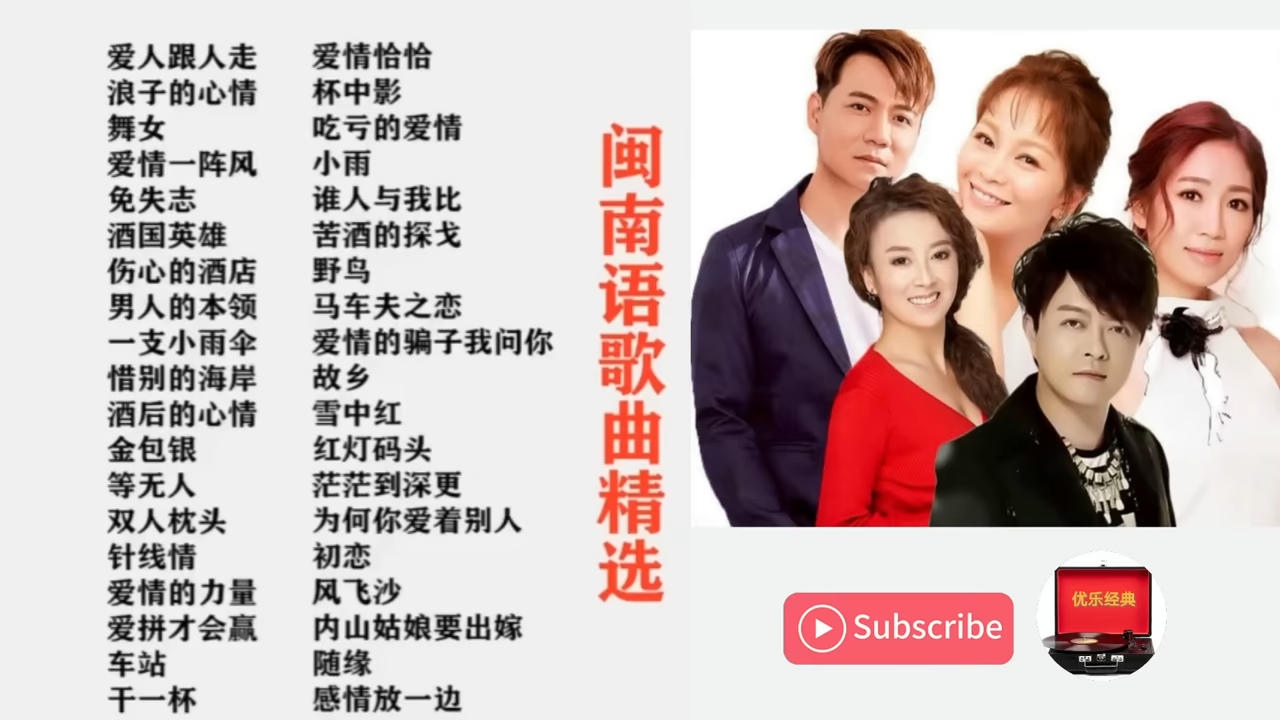 爱人跟人走
浪子的心情
舞女
爱情一阵风
免失志
酒国英雄
伤心的酒店
男人的本领
一支小雨伞
惜别的海岸
酒后的心情
金包银
等无人
双人枕头
针线情
爱情的力量
爱拼才会赢
车站
干一杯
爱情恰恰
杯中影
吃亏的爱情
小雨
谁人与我比
苦酒的探戈
野鸟
马车夫之恋
爱情的骗子我问你
故乡
雪中红
红灯码头
茫茫到深更
为何你爱着别人
初恋
风飞沙
内山姑娘要出嫁
随缘
感情放一边
闽南语歌曲精选
Subscribe
优乐经典